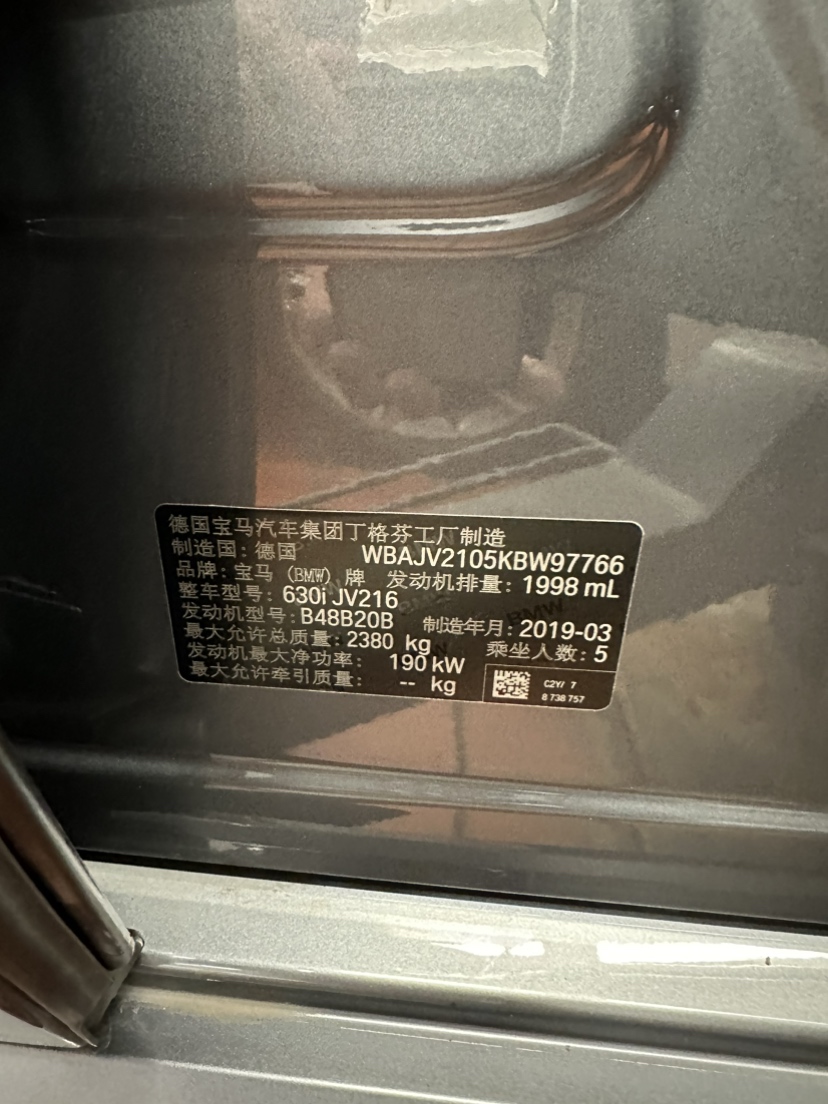 德国宝马汽车集团丁格芬工厂制造
制造国: 德国 WBAJV2105KBW97766
品牌: 宝马 (BMW) 牌 发动机排量: 1998 mL
整车型号: 630i JV216
发动机型号: B48B20B 制造年月: 2019-03
最大允许总质量: 2380 kg 乘坐人数: 5
发动机最大净功率: 190 kW
最大允许牵引质量: -- kg
C2Y/ 7
8 738 757
BMW